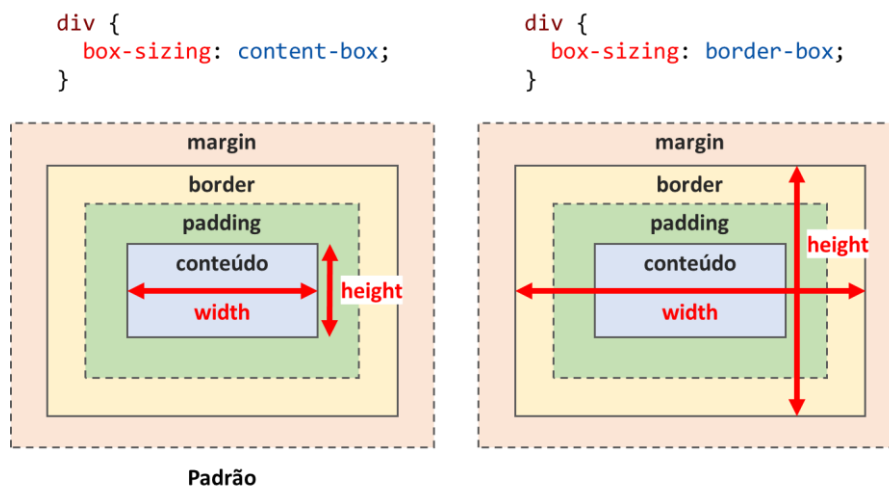 div {
  box-sizing: content-box;
}
margin
border
padding
conteúdo
width
height
Padrão
div {
  box-sizing: border-box;
}
margin
border
padding
conteúdo
width
height